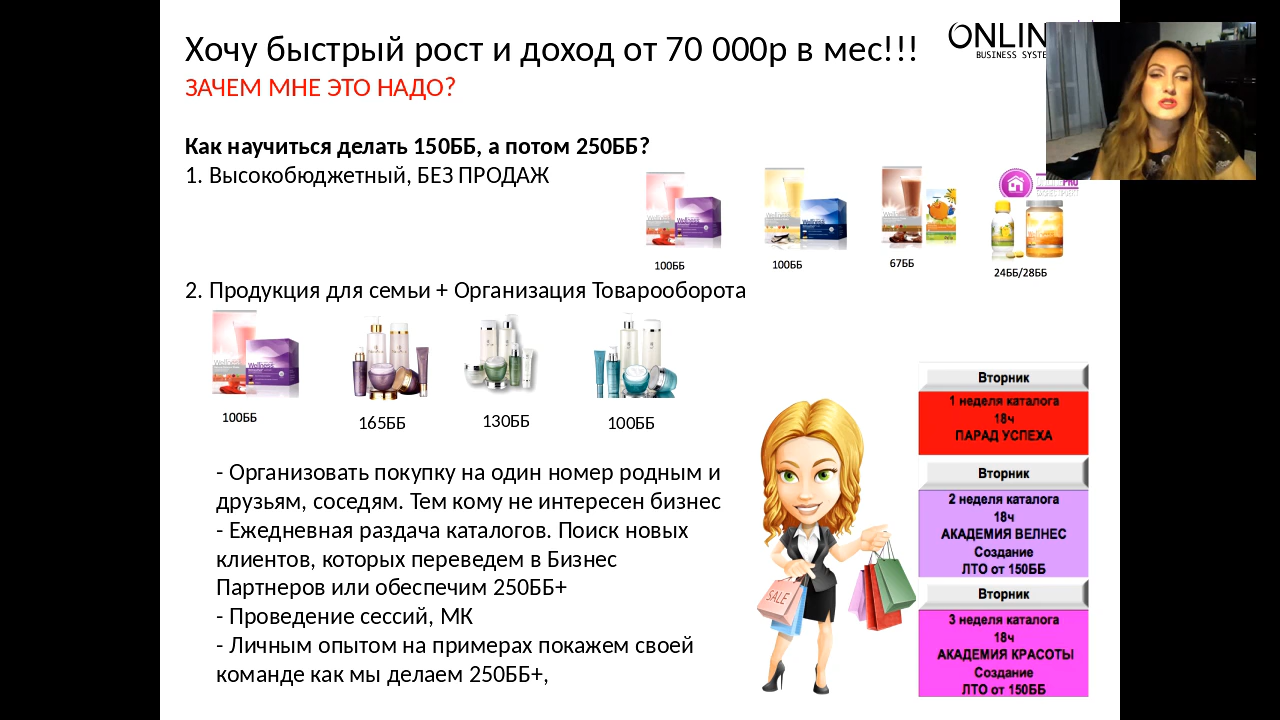 Хочу быстрый рост и доход от 70 000р в мес!!!
ЗАЧЕМ МНЕ ЭТО НАДО?
ONLIN
BUSINESS SYSTE
Как научиться делать 150ББ, а потом 250ББ?
1. Высокобюджетный, БЕЗ ПРОДАЖ
PRO
Wellness
Wellness
100ББ
100ББ
67ББ
24ББ/28ББ
2. Продукция для семьи + Организация Товарооборота
Wellness
100ББ
165ББ
130ББ
100ББ
- Организовать покупку на один номер родным и
друзьям, соседям. Тем кому не интересен бизнес
- Ежедневная раздача каталогов. Поиск новых
клиентов, которых переведем в Бизнес
Партнеров или обеспечим 250ББ+
- Проведение сессий, МК
- Личным опытом на примерах покажем своей
команде как мы делаем 250ББ+,
SALE
Вторник
1 неделя каталога
18ч
ПАРАД УСПЕХА
Вторник
2 неделя каталога
18ч
АКАДЕМИЯ ВЕЛНЕС
Создание
ЛТО от 150ББ
Вторник
3 неделя каталога
18ч
АКАДЕМИЯ КРАСОТЫ
Создание
ЛТО от 150ББ